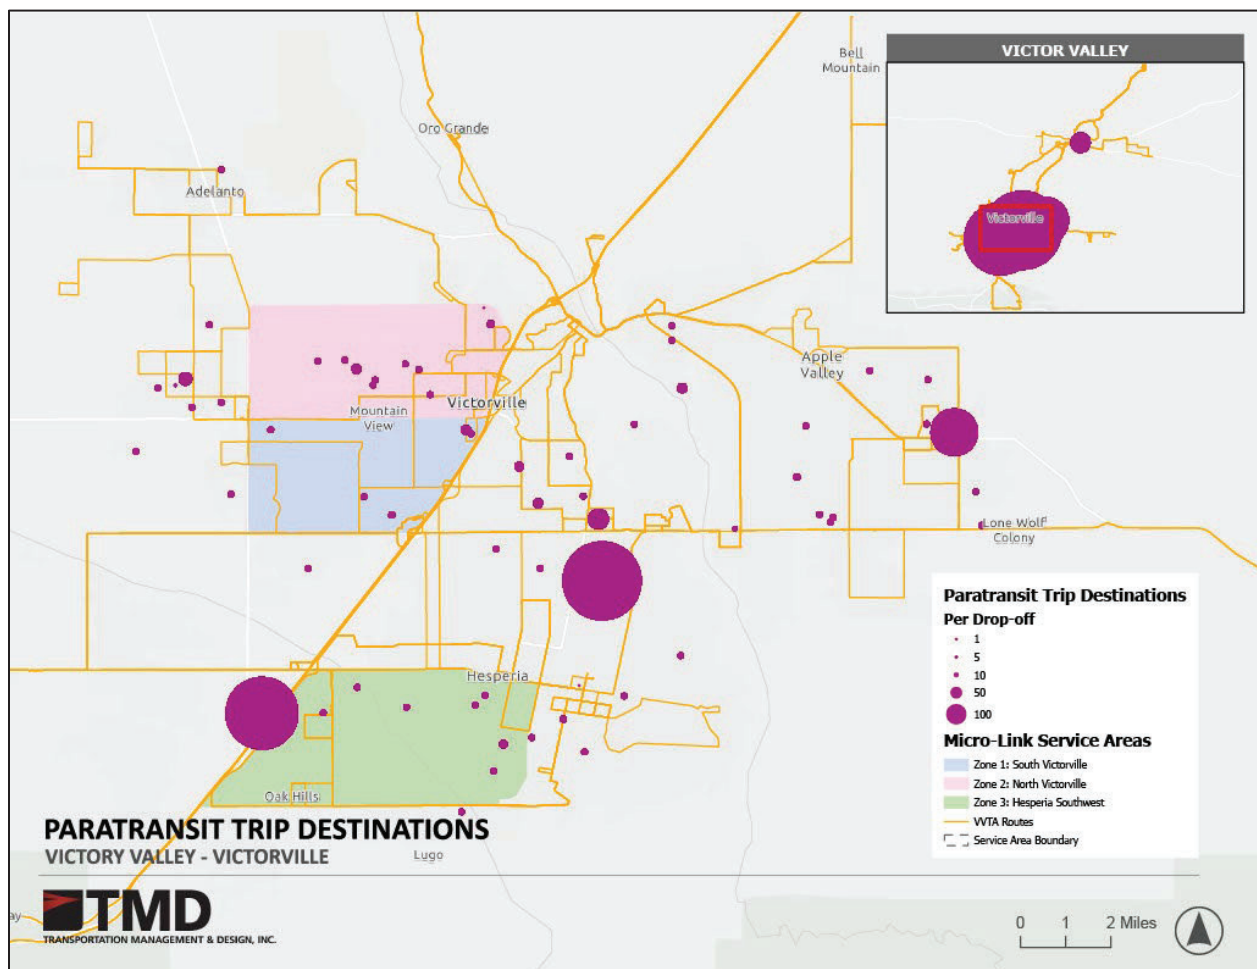 VICTOR VALLEY
Bell
Mountain
Oro Grande
Adelanto
Victorville
Apple
Valley
Mountain
View
Victorville
Lone Wolf
Colony
Hesperia
Oak Hills
Lugo
Paratransit Trip Destinations
Per Drop-off
1
5
10
50
100
Micro-Link Service Areas
Zone 1: South Victorville
Zone 2: North Victorville
Zone 3: Hesperia Southwest
VVTA Routes
Service Area Boundary
PARATRANSIT TRIP DESTINATIONS
VICTORY VALLEY - VICTORVILLE
TMD
TRANSPORTATION MANAGEMENT & DESIGN, INC.
ay
0 1 2 Miles